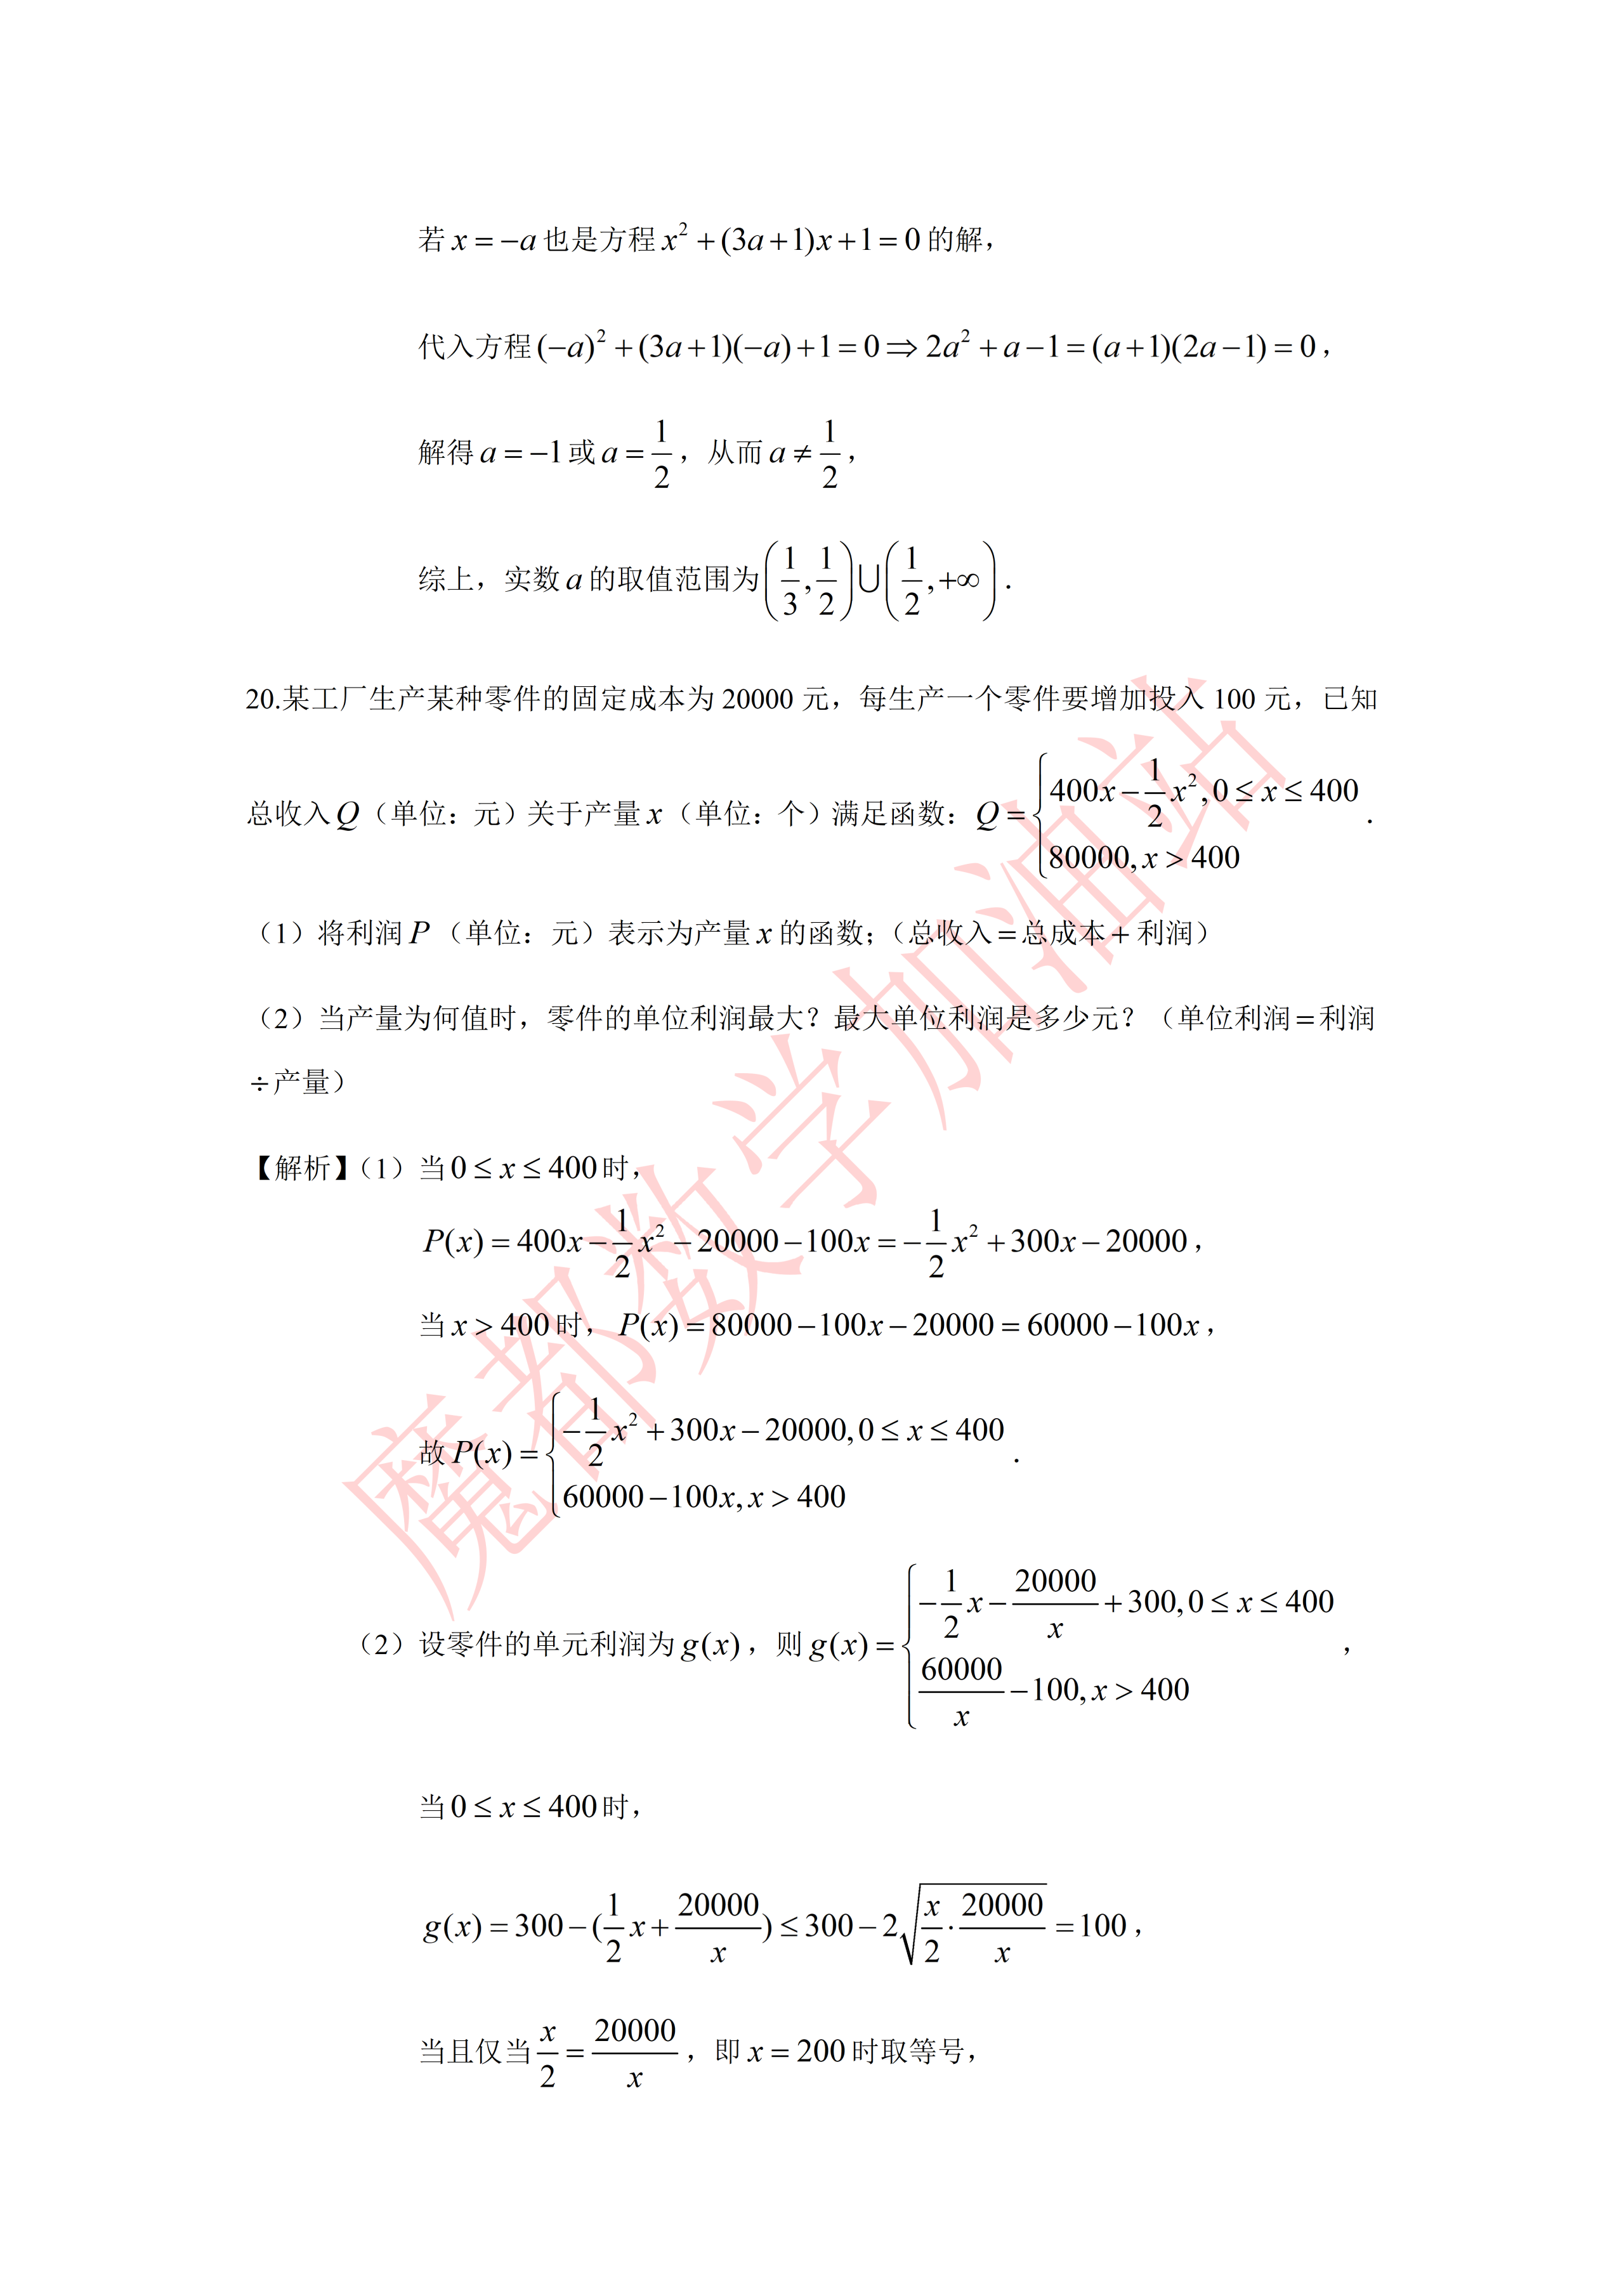 若 x = −a 也是方程 x² + (3a + 1)x + 1 = 0 的解，
代入方程 (−a)² + (3a + 1)(−a) + 1 = 0 ⇒ 2a² + a − 1 = (a + 1)(2a − 1) = 0，
解得 a = −1 或 a = 1/2，从而 a ≠ 1/2，
综上，实数 a 的取值范围为 (1/3, 1/2) ∪ (1/2, +∞)．
20.某工厂生产某种零件的固定成本为 20000 元，每生产一个零件要增加投入 100 元，已知
总收入 Q（单位：元）关于产量 x（单位：个）满足函数：Q = { 400x − 1/2 x², 0 ≤ x ≤ 400
80000, x > 400 ．
（1）将利润 P（单位：元）表示为产量 x 的函数；（总收入 = 总成本 + 利润）
（2）当产量为何值时，零件的单位利润最大？最大单位利润是多少元？（单位利润 = 利润
÷ 产量）
【解析】（1）当 0 ≤ x ≤ 400 时，
P(x) = 400x − 1/2 x² − 20000 − 100x = − 1/2 x² + 300x − 20000，
当 x > 400 时，P(x) = 80000 − 100x − 20000 = 60000 − 100x，
故 P(x) = { − 1/2 x² + 300x − 20000, 0 ≤ x ≤ 400
60000 − 100x, x > 400 ．
（2）设零件的单元利润为 g(x)，则 g(x) = { − 1/2 x − 20000/x + 300, 0 ≤ x ≤ 400
60000/x − 100, x > 400 ，
当 0 ≤ x ≤ 400 时，
g(x) = 300 − (1/2 x + 20000/x) ≤ 300 − 2√(x/2 · 20000/x) = 100，
当且仅当 x/2 = 20000/x，即 x = 200 时取等号，
魔都数学加油站